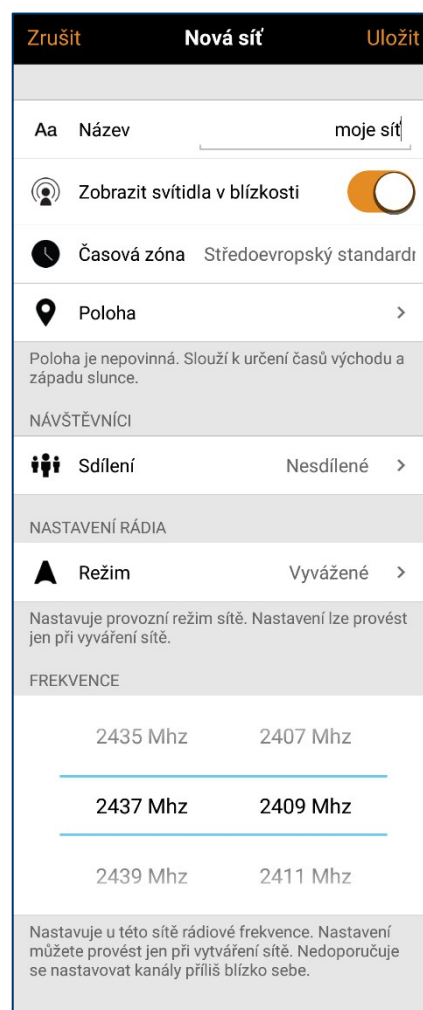 Zrušit Nová síť Uložit
Aa Název moje síť
Zobrazit svítidla v blízkosti
Časová zóna Středoevropský standardr
Poloha
Poloha je nepovinná. Slouží k určení časů východu a
západu slunce.
NÁVŠTĚVNÍCI
Sdílení Nesdílené
NASTAVENÍ RÁDIA
Režim Vyvážené
Nastavuje provozní režim sítě. Nastavení lze provést
jen při vyváření sítě.
FREKVENCE
2435 Mhz 2407 Mhz
2437 Mhz 2409 Mhz
2439 Mhz 2411 Mhz
Nastavuje u této sítě rádiové frekvence. Nastavení
můžete provést jen při vytváření sítě. Nedoporučuje
se nastavovat kanály příliš blízko sebe.